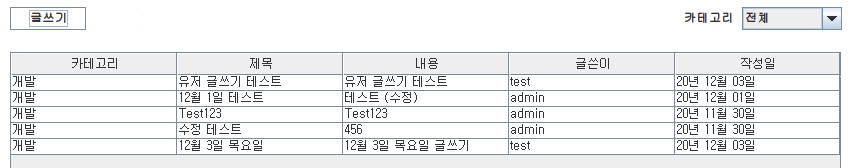 글쓰기 카테고리 전체
카테고리 제목 내용 글쓴이 작성일
개발 유저 글쓰기 테스트 유저 글쓰기 테스트 test 20년 12월 03일
개발 12월 1일 테스트 테스트 (수정) admin 20년 12월 01일
개발 Test123 Test123 admin 20년 11월 30일
개발 수정 테스트 456 admin 20년 11월 30일
개발 12월 3일 목요일 12월 3일 목요일 글쓰기 test 20년 12월 03일